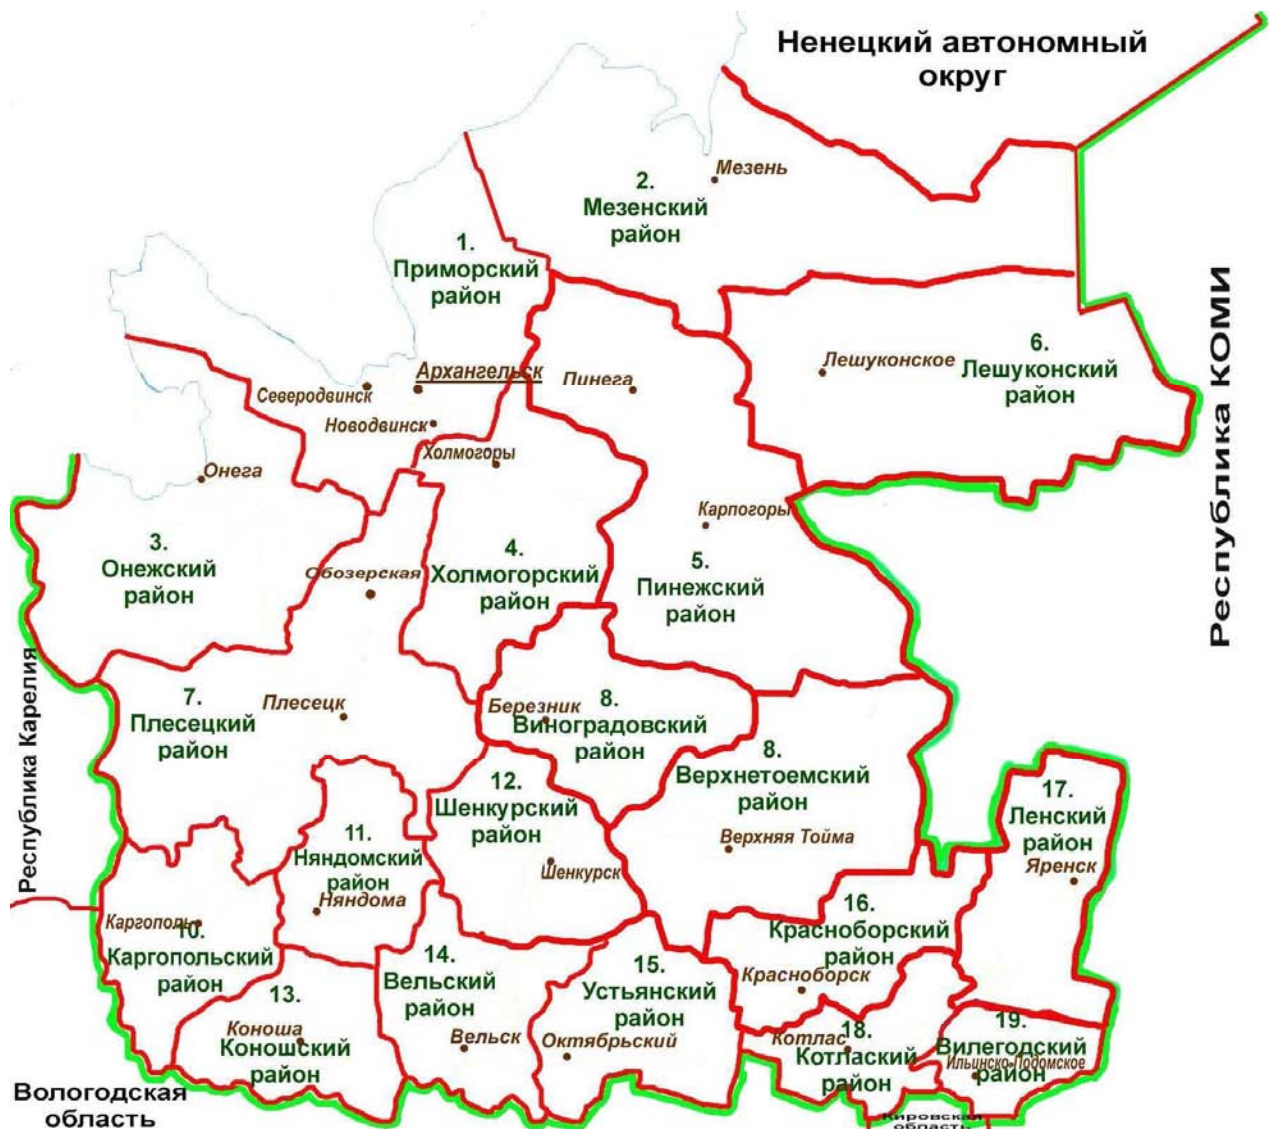 Ненецкий автономный
округ
Мезень
2.
Мезенский
район
1.
Приморский
район
Республика КОМИ
6.
Лешуконский
район
Лешуконское
Архангельск
Пинега
Северодвинск
Новодвинск
Холмогоры
Онега
Карпогоры
3.
Онежский
район
Обозерская
4.
Холмогорский
район
5.
Пинежский
район
Республика Карелия
7.
Плесецкий
район
Плесецк
Березник
8.
Виноградовский
район
8.
Верхнетоемский
район
Верхняя Тойма
12.
Шенкурский
район
Шенкурск
17.
Ленский
район
Яренск
11.
Няндомский
район
Няндома
Каргополь
10.
Каргопольский
район
16.
Красноборский
район
Красноборск
13.
Коноша
Коношский
район
14.
Вельский
район
Вельск
15.
Устьянский
район
Октябрьский
Котлас
18.
Котлаский
район
19.
Вилегодский
Ильинско-Подомское
район
Вологодская
область
Кировская
область